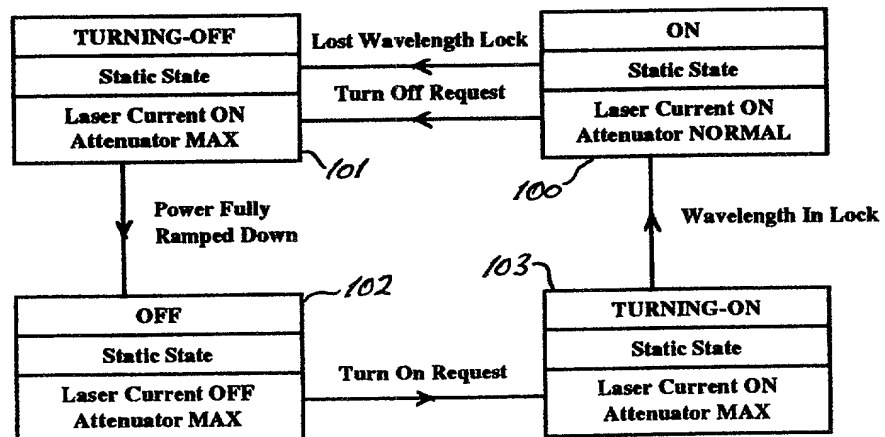 TURNING-OFF
Static State
Laser Current ON
Attenuator MAX
101
Lost Wavelength Lock
Turn Off Request
ON
Static State
Laser Current ON
Attenuator NORMAL
100
Power Fully
Ramped Down
Wavelength In Lock
102
OFF
Static State
Laser Current OFF
Attenuator MAX
Turn On Request
103
TURNING-ON
Static State
Laser Current ON
Attenuator MAX